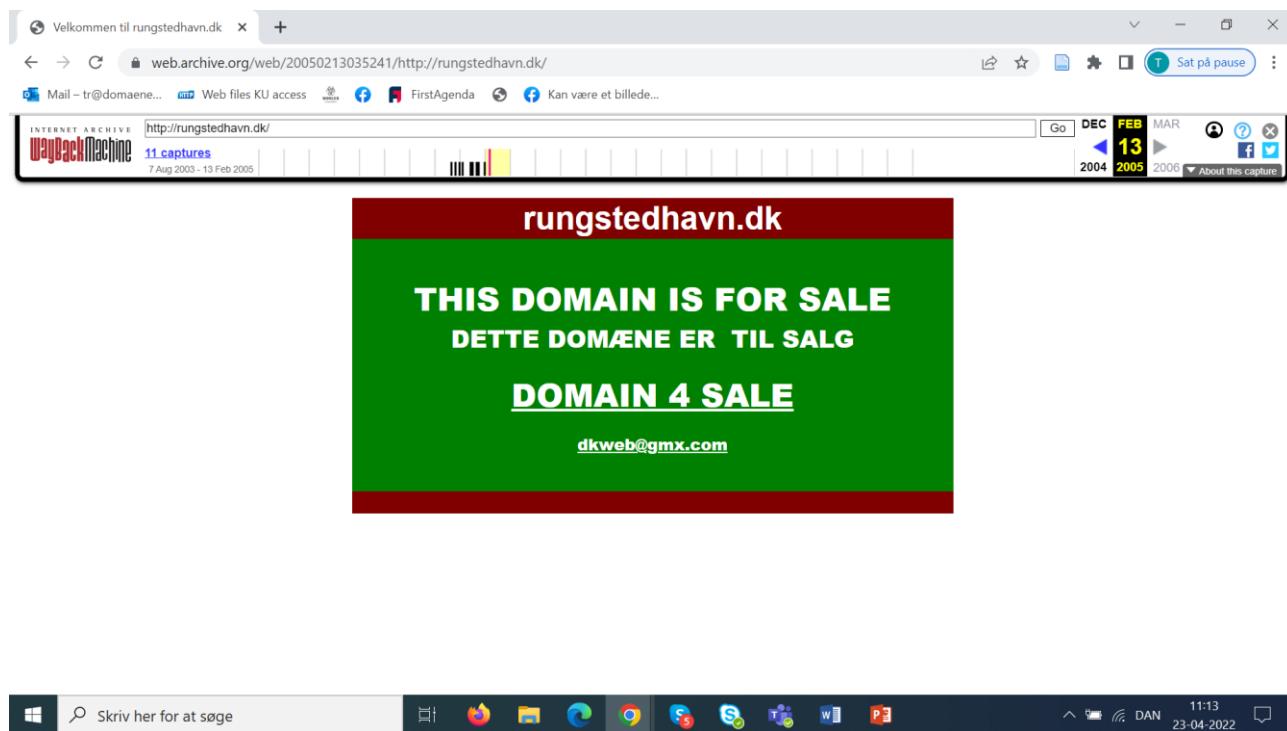 Velkommen til rungstedhavn.dk
web.archive.org/web/20050213035241/http://rungstedhavn.dk/
Sat på pause
T
Mail – tr@domaene... Web files KU access FirstAgenda Kan være et billede...
INTERNET ARCHIVE
WayBackMachine
http://rungstedhavn.dk/
Go
DEC FEB MAR
11 captures
13
7 Aug 2003 - 13 Feb 2005
2004 2005 2006
About this capture
rungstedhavn.dk
THIS DOMAIN IS FOR SALE
DETTE DOMÆNE ER TIL SALG
DOMAIN 4 SALE
dkweb@gmx.com
Skriv her for at søge
DAN
11:13
23-04-2022